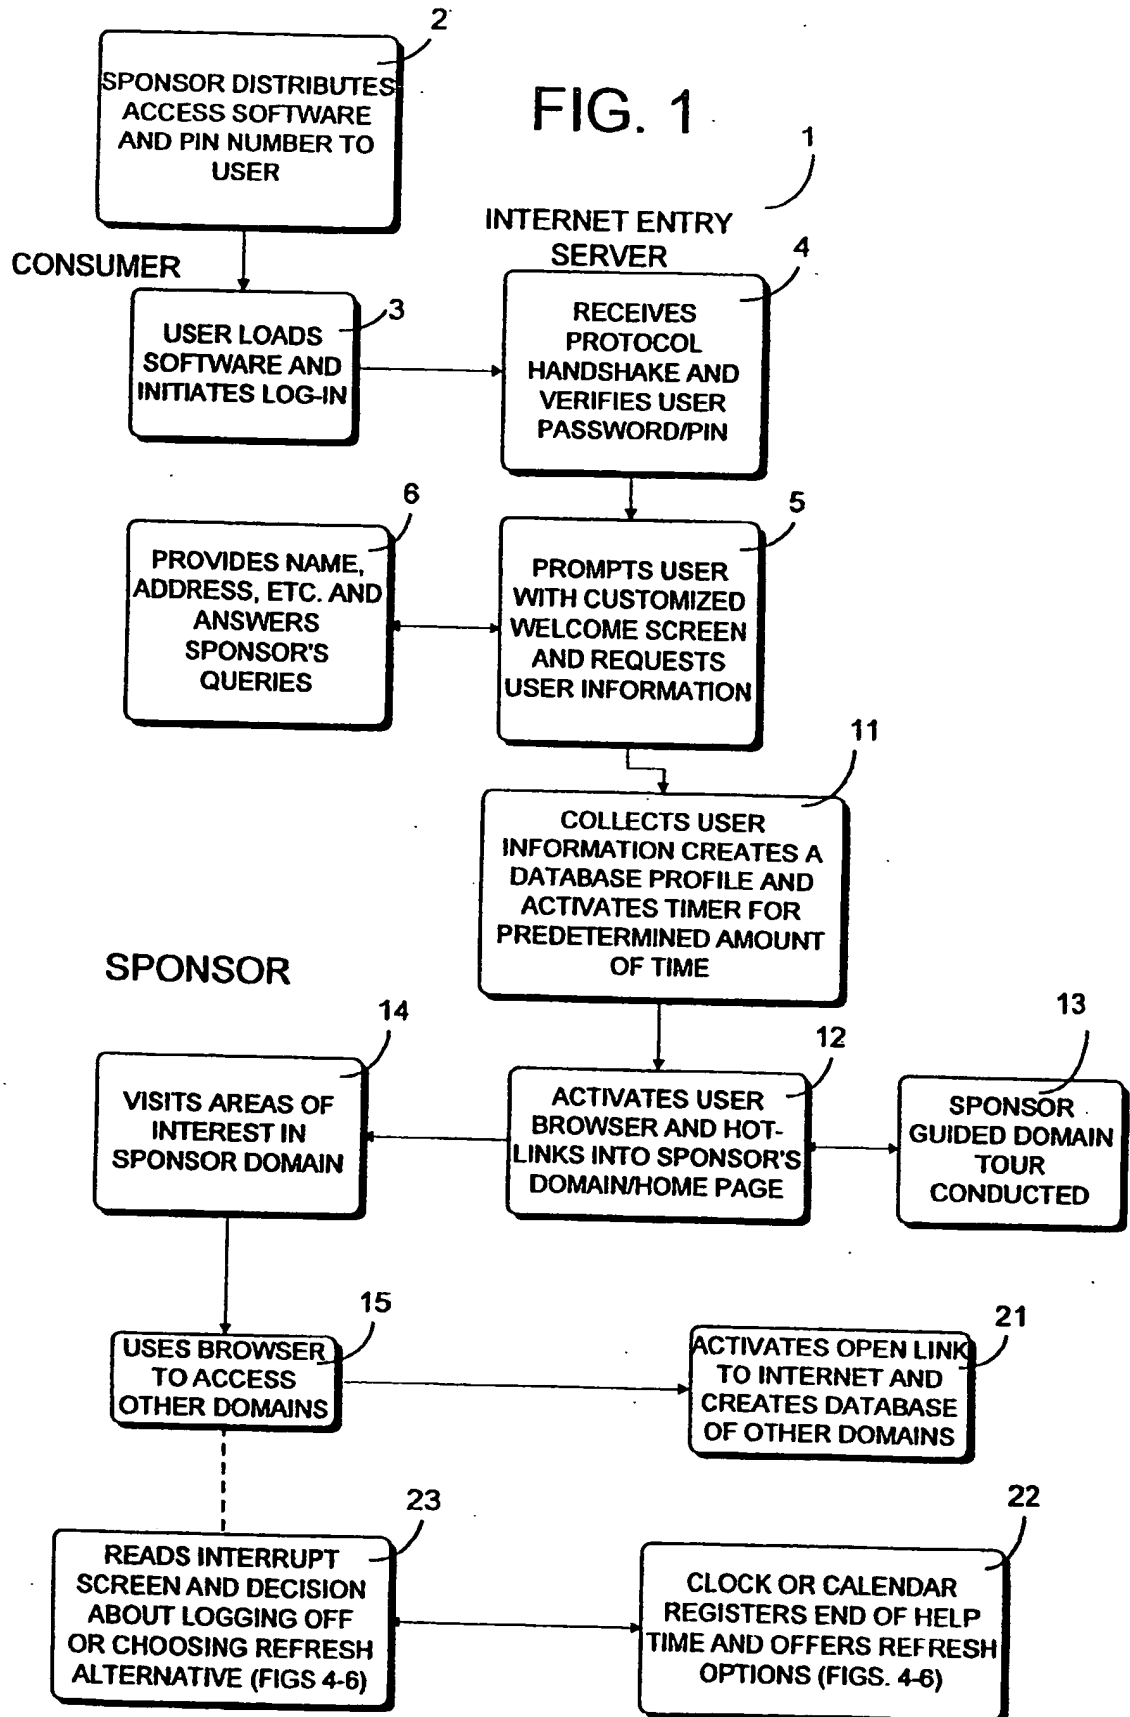 2
SPONSOR DISTRIBUTES
ACCESS SOFTWARE
AND PIN NUMBER TO
USER
FIG. 1
1
INTERNET ENTRY
SERVER
CONSUMER
3
USER LOADS
SOFTWARE AND
INITIATES LOG-IN
4
RECEIVES
PROTOCOL
HANDSHAKE AND
VERIFIES USER
PASSWORD/PIN
6
PROVIDES NAME,
ADDRESS, ETC. AND
ANSWERS
SPONSOR'S
QUERIES
5
PROMPTS USER
WITH CUSTOMIZED
WELCOME SCREEN
AND REQUESTS
USER INFORMATION
11
COLLECTS USER
INFORMATION CREATES A
DATABASE PROFILE AND
ACTIVATES TIMER FOR
PREDETERMINED AMOUNT
OF TIME
SPONSOR
14
VISITS AREAS OF
INTEREST IN
SPONSOR DOMAIN
12
ACTIVATES USER
BROWSER AND HOT-
LINKS INTO SPONSOR'S
DOMAIN/HOME PAGE
13
SPONSOR
GUIDED DOMAIN
TOUR
CONDUCTED
15
USES BROWSER
TO ACCESS
OTHER DOMAINS
21
ACTIVATES OPEN LINK
TO INTERNET AND
CREATES DATABASE
OF OTHER DOMAINS
23
READS INTERRUPT
SCREEN AND DECISION
ABOUT LOGGING OFF
OR CHOOSING REFRESH
ALTERNATIVE (FIGS 4-6)
22
CLOCK OR CALENDAR
REGISTERS END OF HELP
TIME AND OFFERS REFRESH
OPTIONS (FIGS. 4-6)